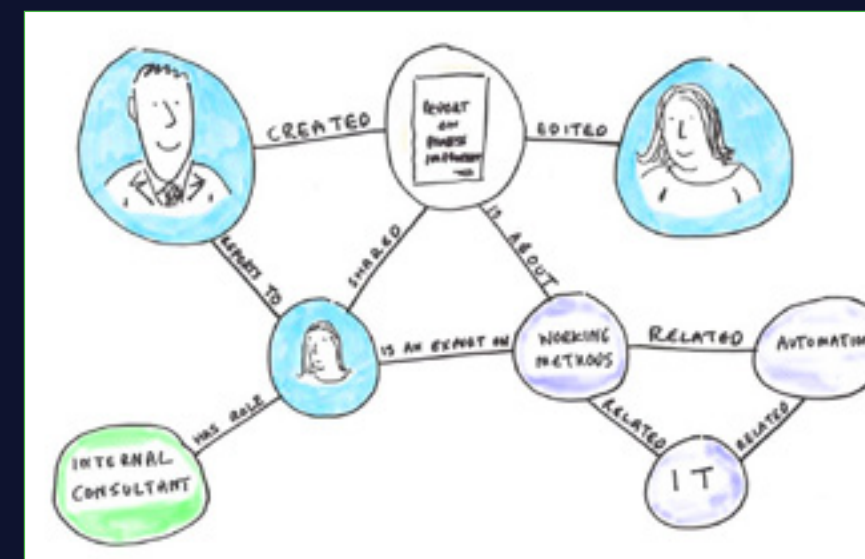 CREATED
REPORT
ON
EDITED
REPORTS TO
SHARED
IS ABOUT
IS AN EXPERT ON
WORKING
METHODS
RELATED
AUTOMATION
HAS ROLE
RELATED
RELATED
INTERNAL
CONSULTANT
IT